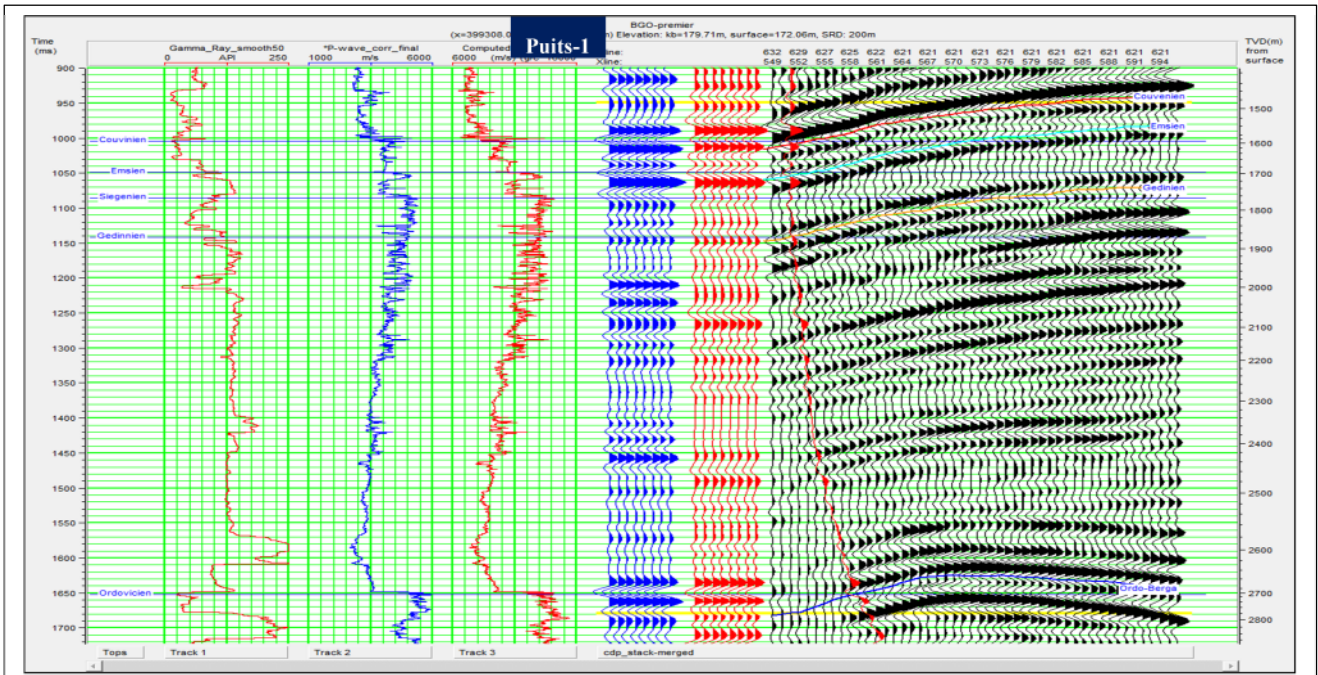 BGO-premier
(x=399308.0
Puits-1
m) Elevation: kb=179.71m, surface=172.06m, SRD: 200m
Time
(ms)
Gamma_Ray_smooth50
0 API 250
*P-wave_corr_final
1000 m/s 6000
Computed
6000 (m/s) 
Xline:
632 629 627 625 622 621 621 621 621 621 621 621 621 621
549 552 555 558 561 564 567 570 573 576 579 582 585 588 591 594
TVD(m)
from
surface
900
950
1000
1050
1100
1150
1200
1250
1300
1350
1400
1450
1500
1550
1600
1650
1700
Couvinien
Emsien
Siegenien
Gedinnien
Ordovicien
Couvenien
Emsien
Gedinien
Ordo-Berga
1500
1600
1700
1800
1900
2000
2100
2200
2300
2400
2500
2600
2700
2800
Tops
Track 1
Track 2
Track 3
cdp_stack-merged